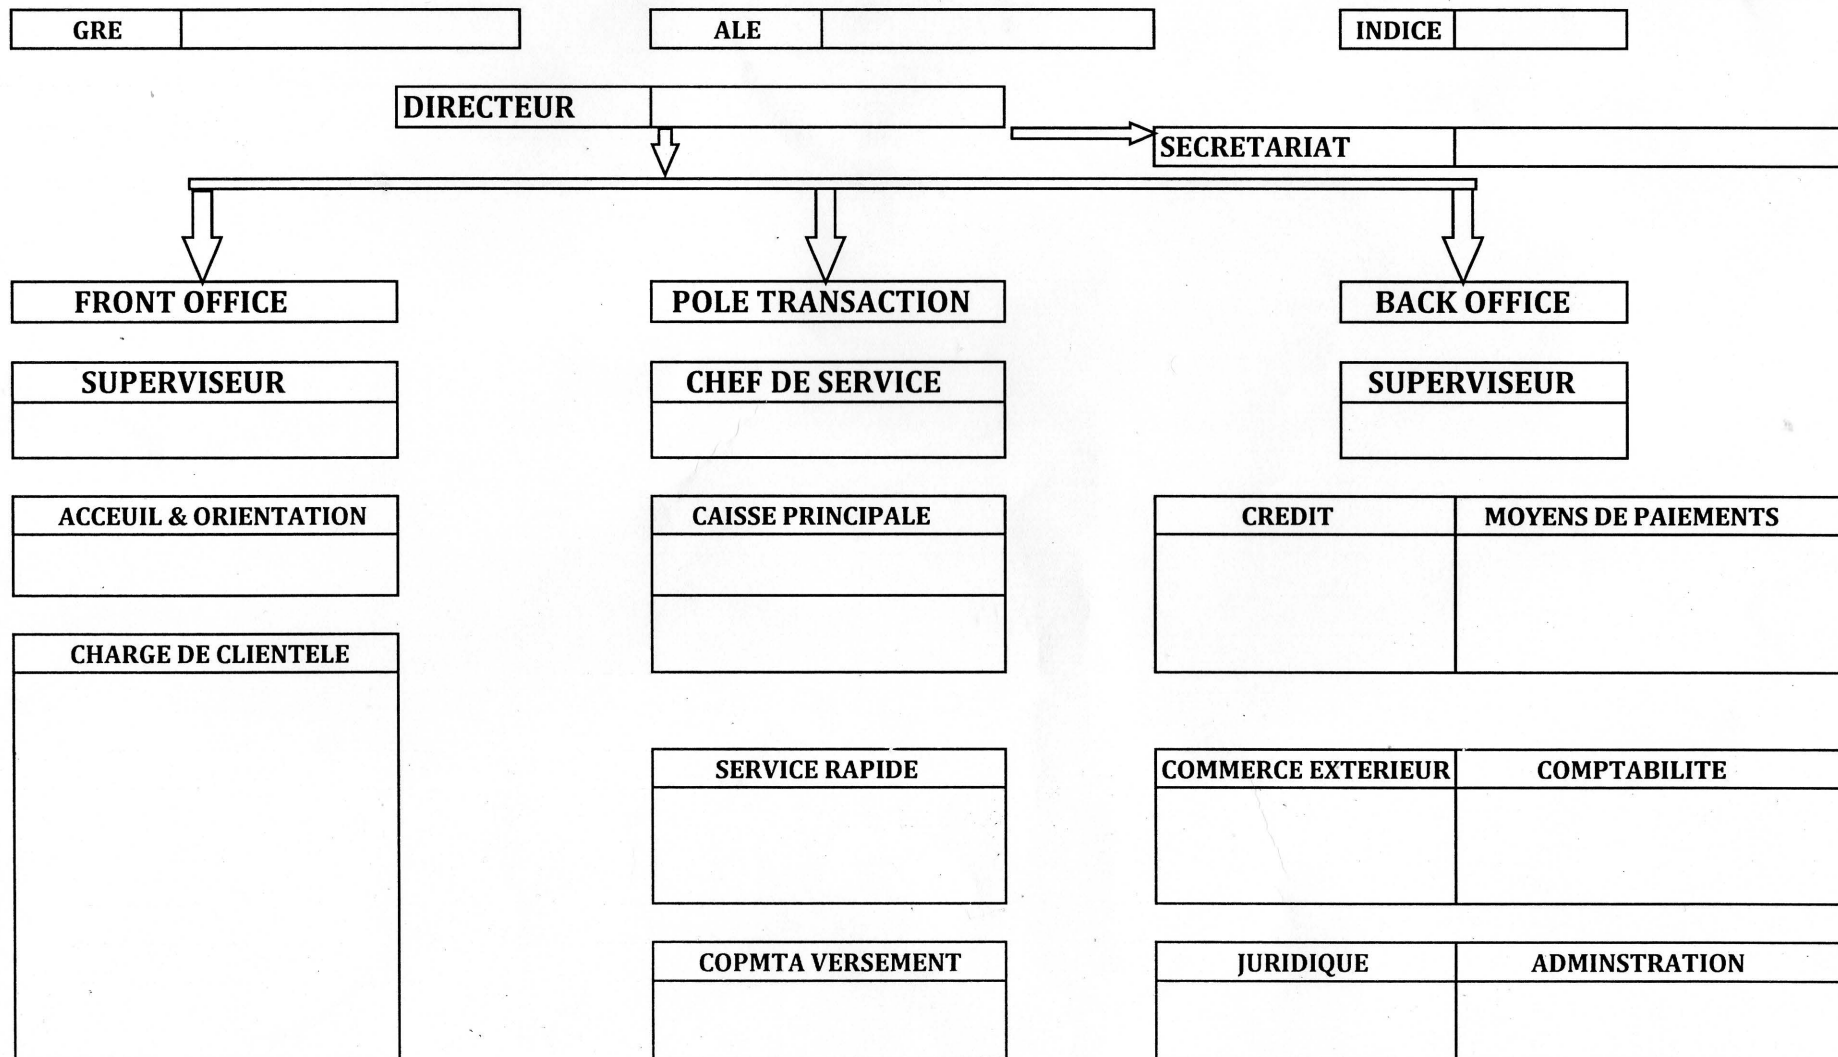 GRE ALE INDICE
DIRECTEUR
SECRETARIAT
FRONT OFFICE POLE TRANSACTION BACK OFFICE
SUPERVISEUR CHEF DE SERVICE SUPERVISEUR
ACCEUIL & ORIENTATION CAISSE PRINCIPALE CREDIT MOYENS DE PAIEMENTS
CHARGE DE CLIENTELE
SERVICE RAPIDE COMMERCE EXTERIEUR COMPTABILITE
COPMTA VERSEMENT JURIDIQUE ADMINSTRATION